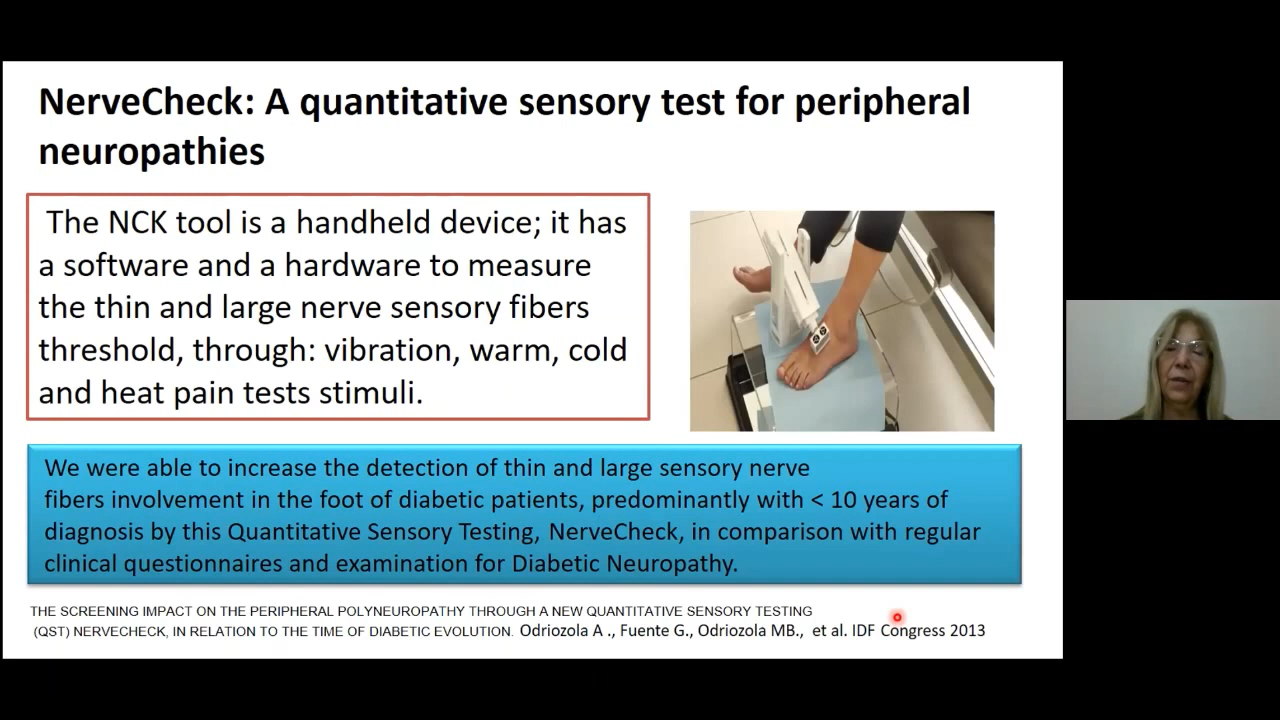 NerveCheck: A quantitative sensory test for peripheral
neuropathies
The NCK tool is a handheld device; it has
a software and a hardware to measure
the thin and large nerve sensory fibers
threshold, through: vibration, warm, cold
and heat pain tests stimuli.
We were able to increase the detection of thin and large sensory nerve
fibers involvement in the foot of diabetic patients, predominantly with < 10 years of
diagnosis by this Quantitative Sensory Testing, NerveCheck, in comparison with regular
clinical questionnaires and examination for Diabetic Neuropathy.
THE SCREENING IMPACT ON THE PERIPHERAL POLYNEUROPATHY THROUGH A NEW QUANTITATIVE SENSORY TESTING
(QST) NERVECHECK, IN RELATION TO THE TIME OF DIABETIC EVOLUTION. Odriozola A ., Fuente G., Odriozola MB., et al. IDF Congress 2013